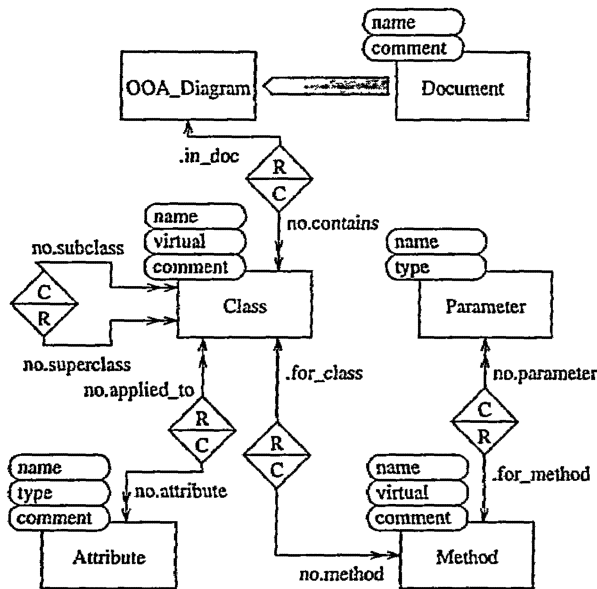 name
comment
OOA_Diagram
Document
.in_doc
R
C
no.contains
name
virtual
comment
no.subclass
name
type
C
R
Class
Parameter
no.superclass
no.applied_to
.for_class
no.parameter
R
C
R
C
C
R
name
type
comment
no.attribute
name
virtual
comment
.for_method
Attribute
no.method
Method